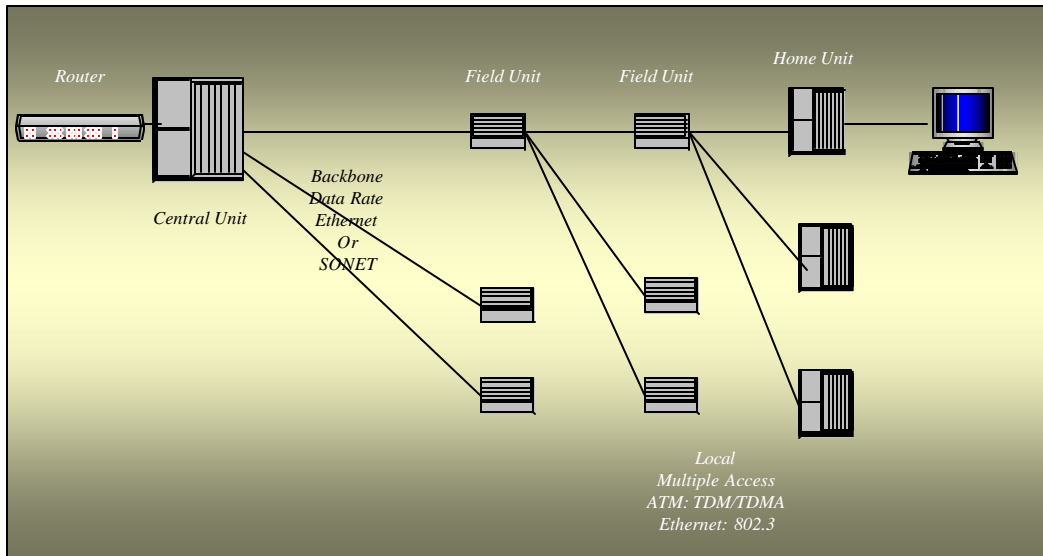 Home Unit
Router
Field Unit
Field Unit
Backbone
Data Rate
Ethernet
Or
SONET
Central Unit
Local
Multiple Access
ATM: TDM/TDMA
Ethernet: 802.3